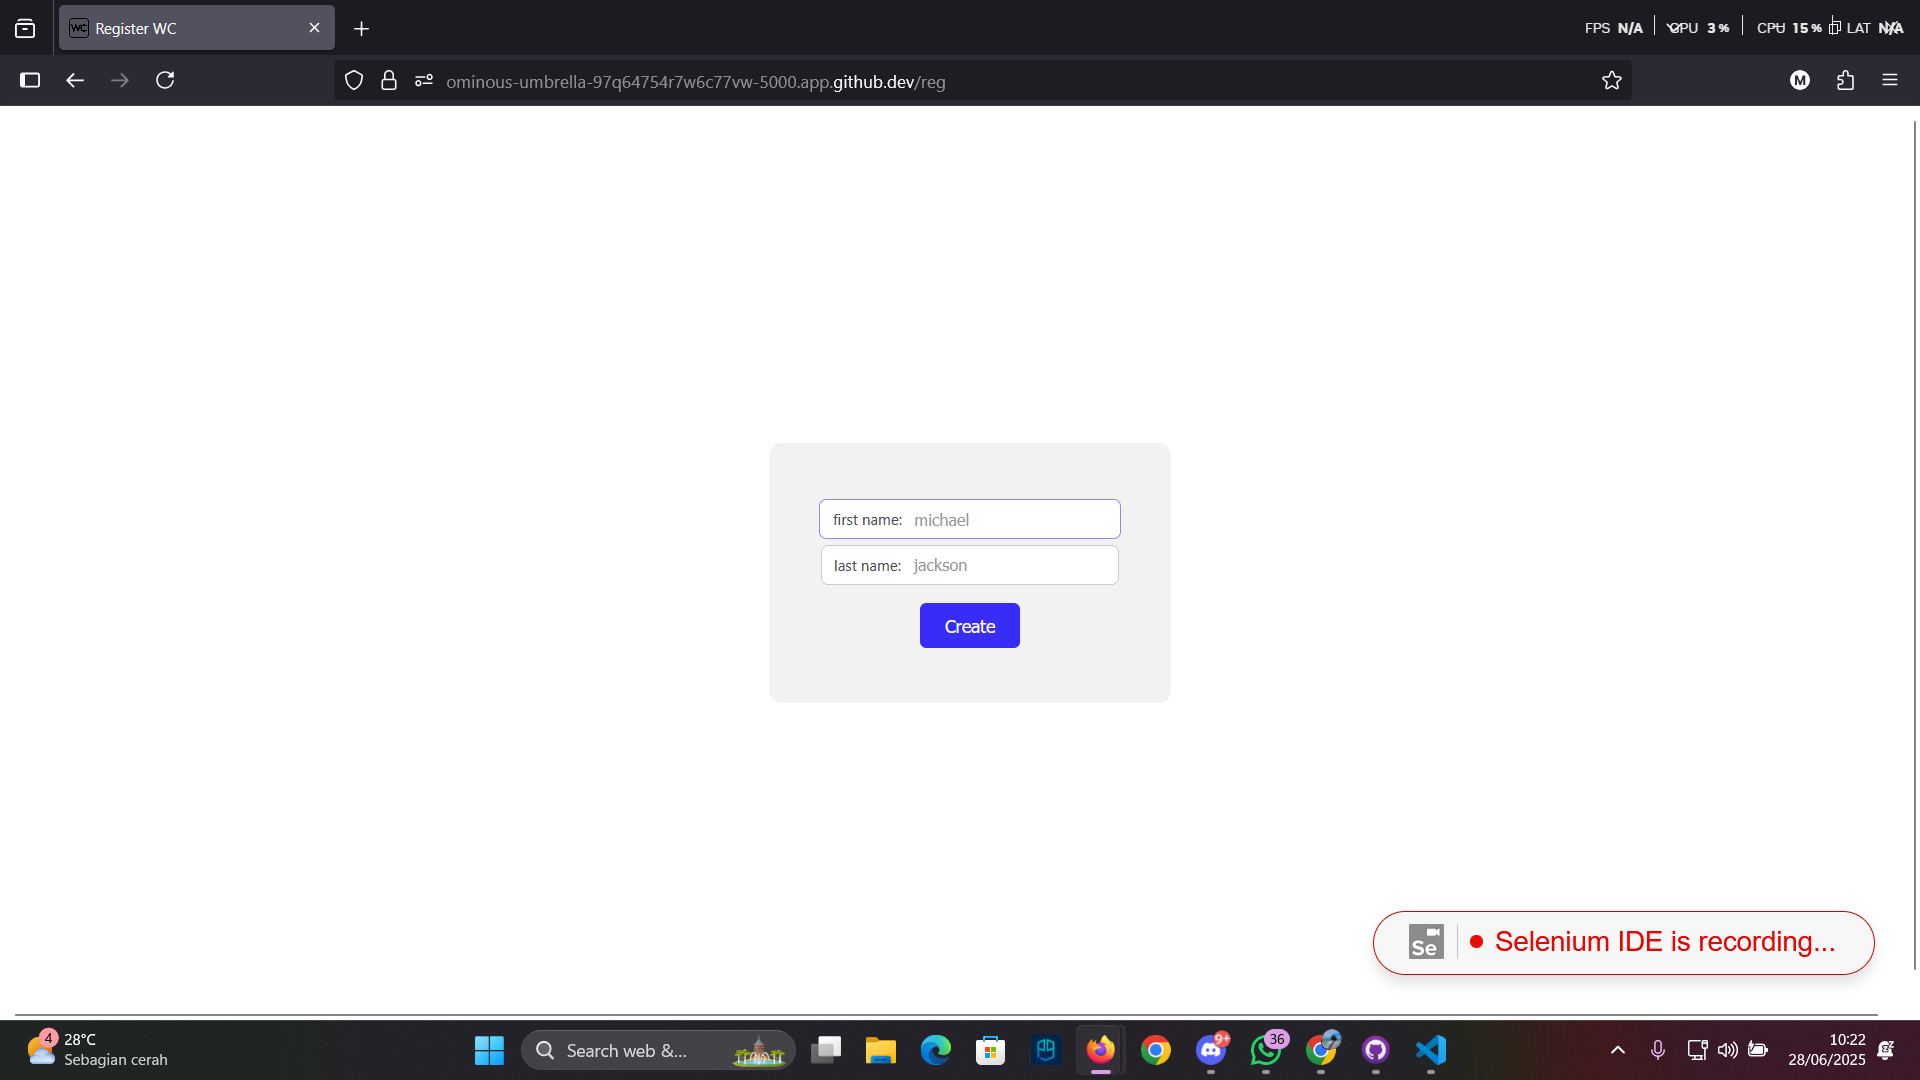 Register WC
FPS N/A GPU 3 % CPU 15 % LAT N/A
ominous-umbrella-97q64754r7w6c77vw-5000.app.github.dev/reg
M
first name: michael
last name: jackson
Create
Se Selenium IDE is recording...
4 28°C
Sebagian cerah
Search web &...
9+
36
10:22
28/06/2025